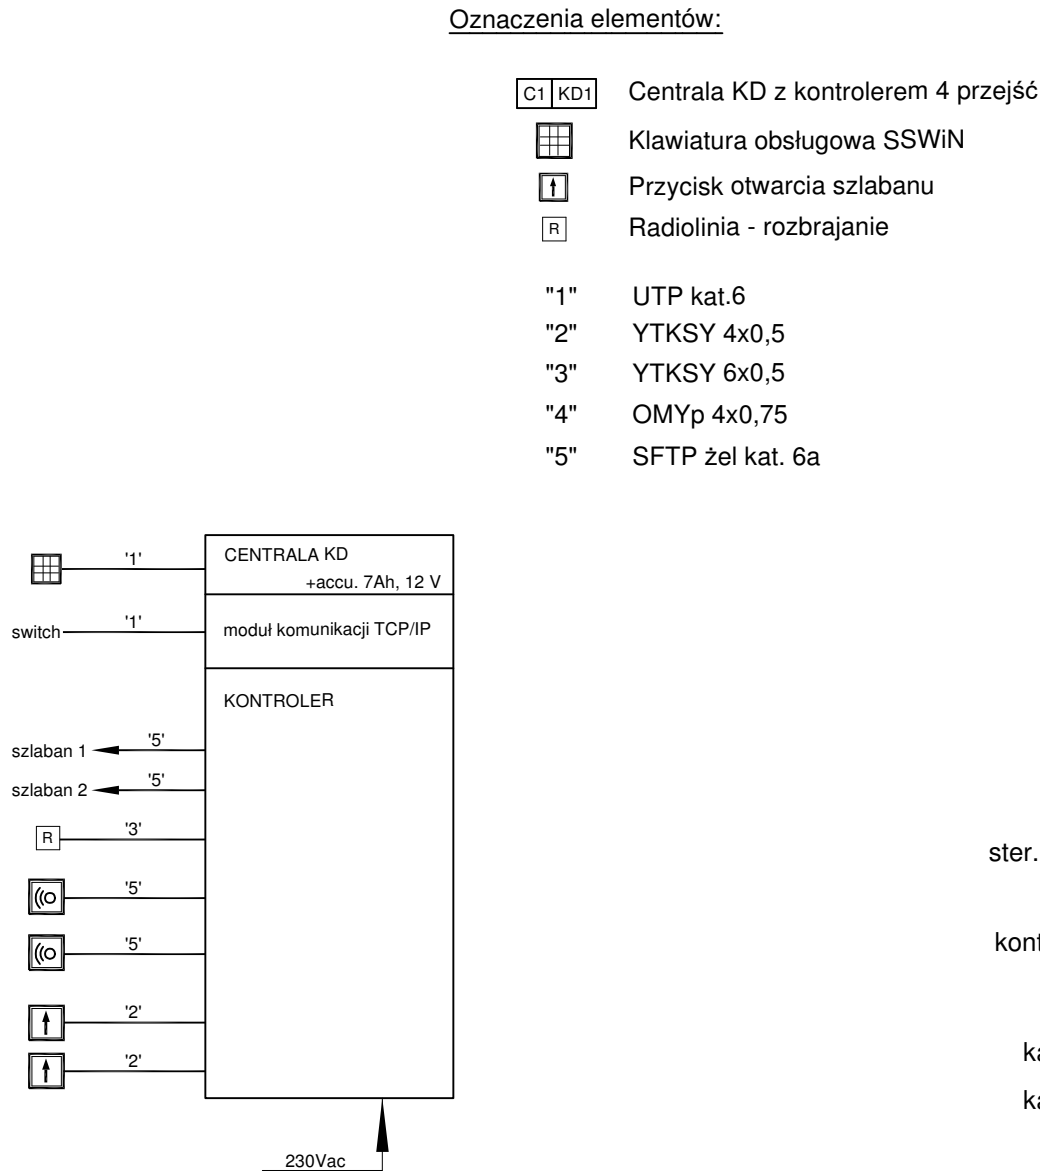 Oznaczenia elementów:
C1 KD1 Centrala KD z kontrolerem 4 przejść
Klawiatura obsługowa SSWiN
Przycisk otwarcia szlabanu
R Radiolinia - rozbrajanie
"1" UTP kat.6
"2" YTKSY 4x0,5
"3" YTKSY 6x0,5
"4" OMYp 4x0,75
"5" SFTP żel kat. 6a
'1' CENTRALA KD
+accu. 7Ah, 12 V
switch '1' moduł komunikacji TCP/IP
KONTROLER
szlaban 1 '5'
szlaban 2 '5'
R '3'
'5'
'5'
'2'
'2'
230Vac
ster.
kont
ka
ka